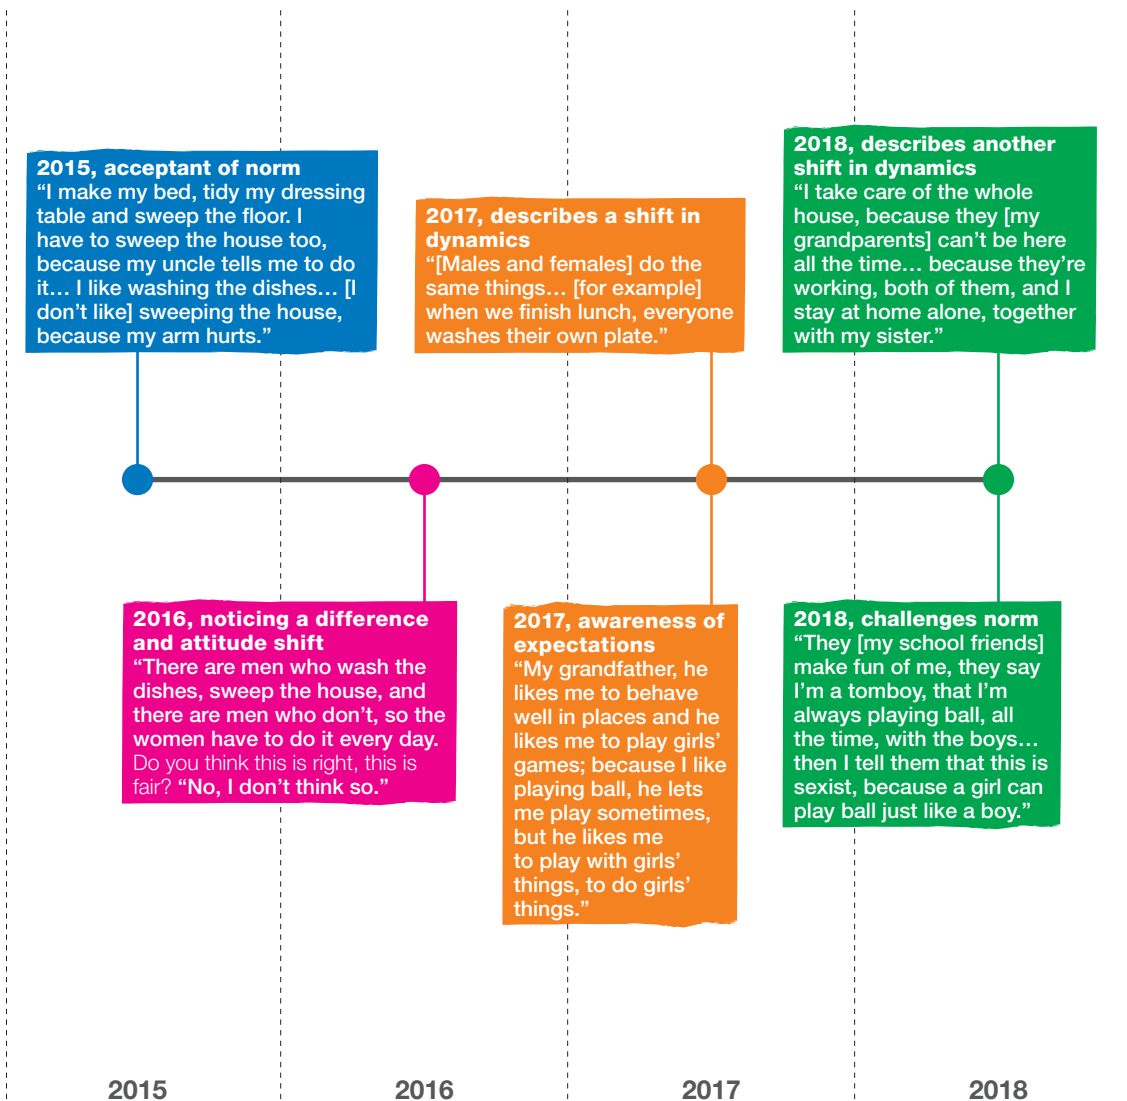 2015, acceptant of norm
“I make my bed, tidy my dressing
table and sweep the floor. I
have to sweep the house too,
because my uncle tells me to do
it… I like washing the dishes… [I
don’t like] sweeping the house,
because my arm hurts.”
2017, describes a shift in
dynamics
“[Males and females] do the
same things… [for example]
when we finish lunch, everyone
washes their own plate.”
2018, describes another
shift in dynamics
“I take care of the whole
house, because they [my
grandparents] can’t be here
all the time… because they’re
working, both of them, and I
stay at home alone, together
with my sister.”
2016, noticing a difference
and attitude shift
“There are men who wash the
dishes, sweep the house, and
there are men who don’t, so the
women have to do it every day.
Do you think this is right, this is
fair? “No, I don’t think so.”
2017, awareness of
expectations
“My grandfather, he
likes me to behave
well in places and he
likes me to play girls’
games; because I like
playing ball, he lets
me play sometimes,
but he likes me
to play with girls’
things, to do girls’
things.”
2018, challenges norm
“They [my school friends]
make fun of me, they say
I’m a tomboy, that I’m
always playing ball, all
the time, with the boys…
then I tell them that this is
sexist, because a girl can
play ball just like a boy.”
2015
2016
2017
2018